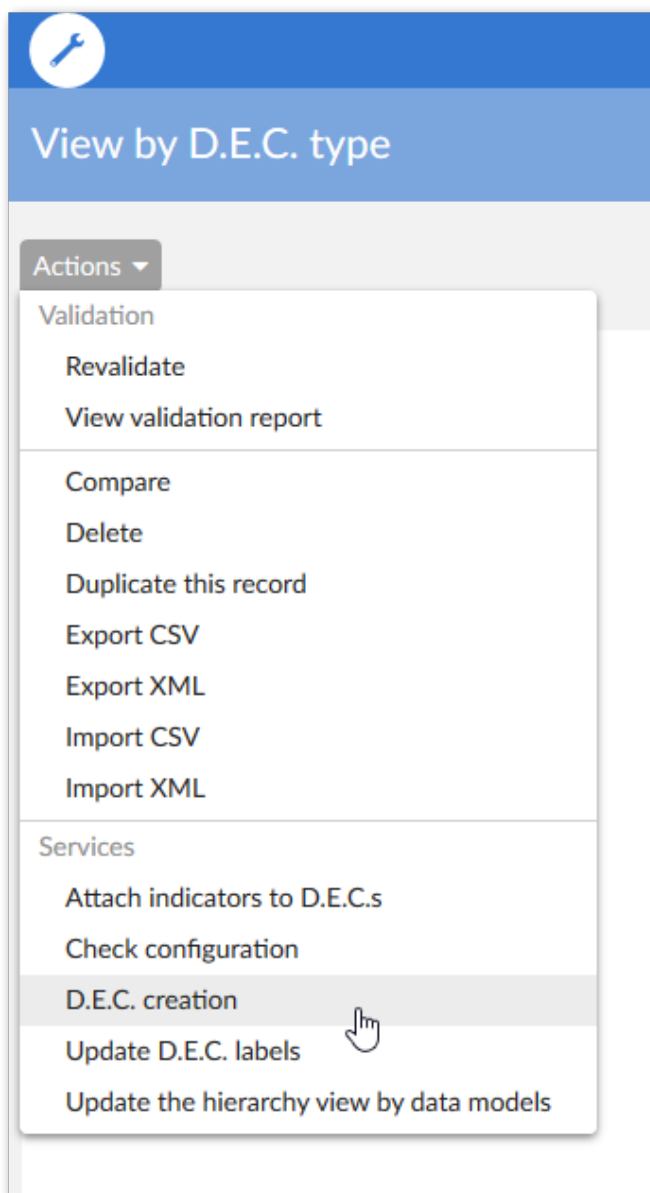 View by D.E.C. type
Actions
Validation
Revalidate
View validation report
Compare
Delete
Duplicate this record
Export CSV
Export XML
Import CSV
Import XML
Services
Attach indicators to D.E.C.s
Check configuration
D.E.C. creation
Update D.E.C. labels
Update the hierarchy view by data models